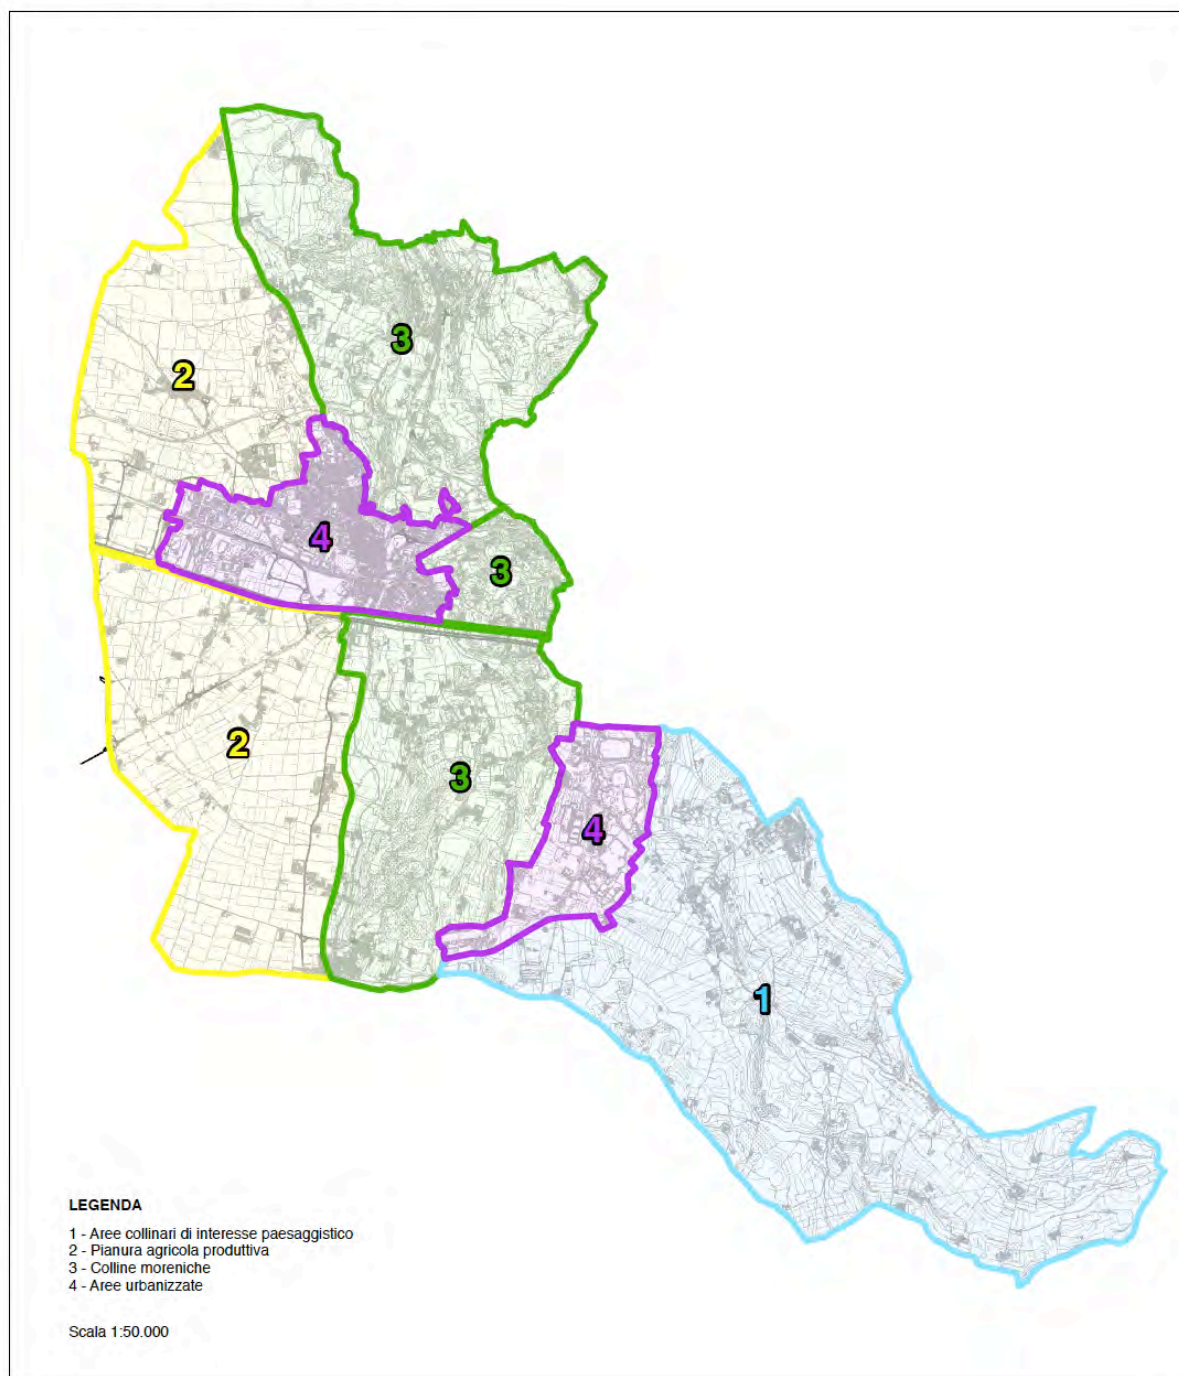 3
2
4
3
2
3
4
1
LEGENDA
1 - Aree collinari di interesse paesaggistico
2 - Pianura agricola produttiva
3 - Colline moreniche
4 - Aree urbanizzate
Scala 1:50.000